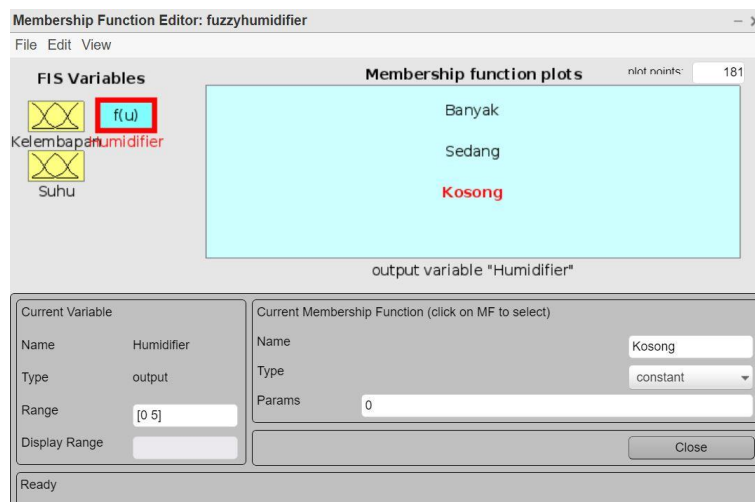 Membership Function Editor: fuzzyhumidifier
File Edit View
FIS Variables
f(u)
Kelembapan
Humidifier
Suhu
Membership function plots
plot points:
181
Banyak
Sedang
Kosong
output variable "Humidifier"
Current Variable
Name Humidifier
Type output
Range [0 5]
Display Range
Current Membership Function (click on MF to select)
Name Kosong
Type constant
Params 0
Close
Ready